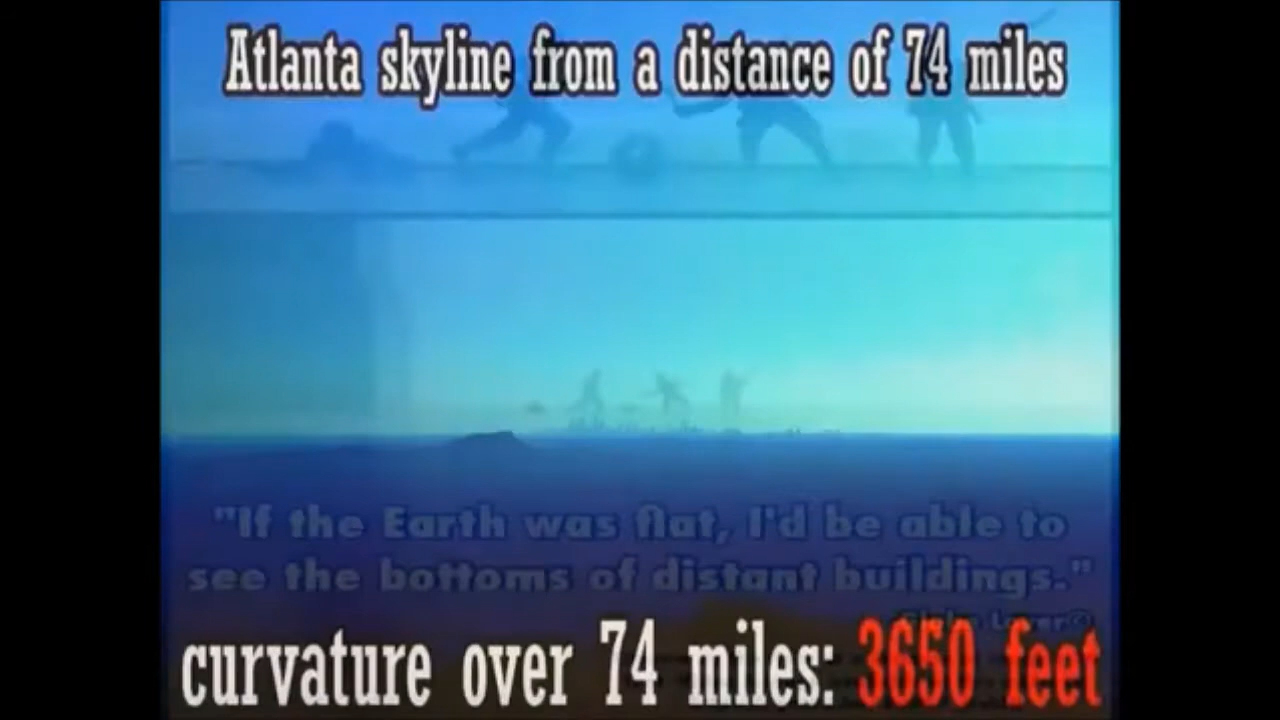 Atlanta skyline from a distance of 74 miles
"If the Earth was flat, I'd be able to
see the bottoms of distant buildings."
curvature over 74 miles: 3650 feet